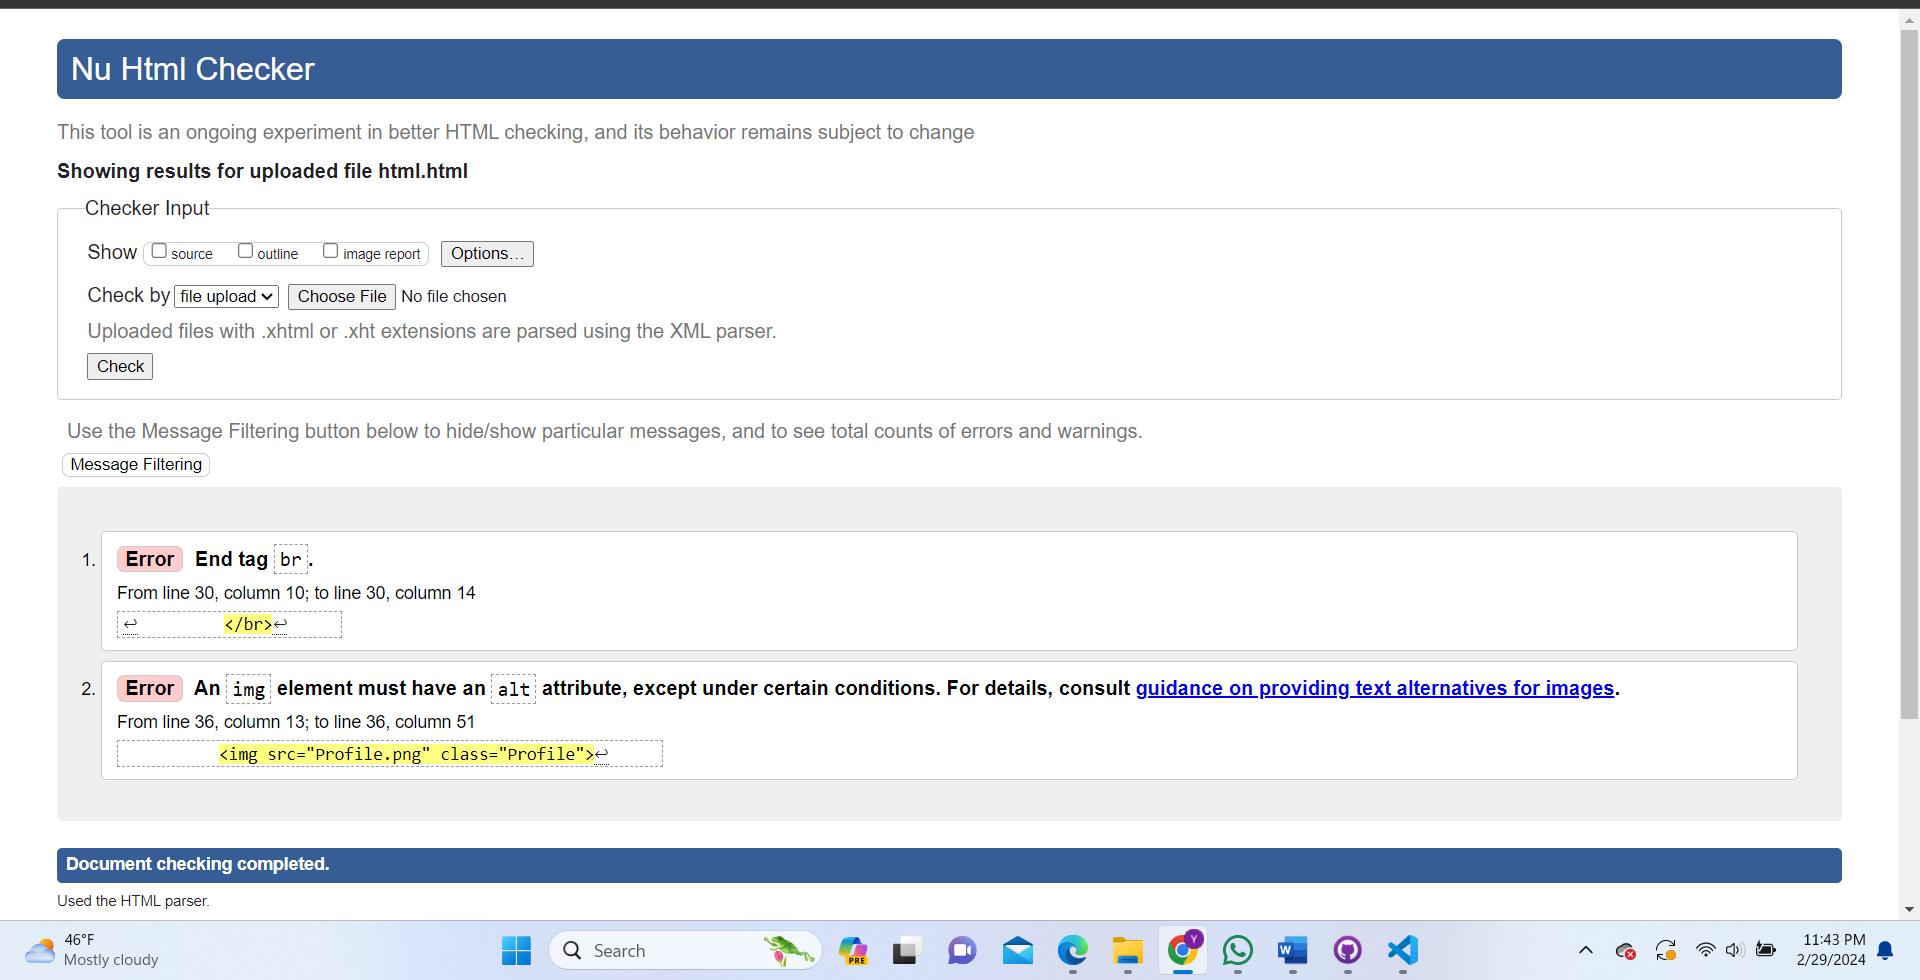 Nu Html Checker
This tool is an ongoing experiment in better HTML checking, and its behavior remains subject to change
Showing results for uploaded file html.html
Checker Input
Show source outline image report Options...
Check by file upload Choose File No file chosen
Uploaded files with .xhtml or .xht extensions are parsed using the XML parser.
Check
Use the Message Filtering button below to hide/show particular messages, and to see total counts of errors and warnings.
Message Filtering
1. Error End tag br.
From line 30, column 10; to line 30, column 14
↩ </br>↩
2. Error An img element must have an alt attribute, except under certain conditions. For details, consult guidance on providing text alternatives for images.
From line 36, column 13; to line 36, column 51
<img src="Profile.png" class="Profile">↩
Document checking completed.
Used the HTML parser.
46°F
Mostly cloudy
Search
PRE
Y
W
11:43 PM
2/29/2024